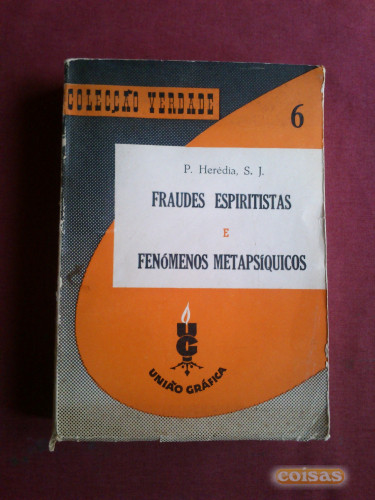 COLECÇÃO VERDADE
6
P. Herédia, S. J.
FRAUDES ESPIRITISTAS
E
FENÓMENOS METAPSÍQUICOS
UG
UNIÃO GRÁFICA
coisas